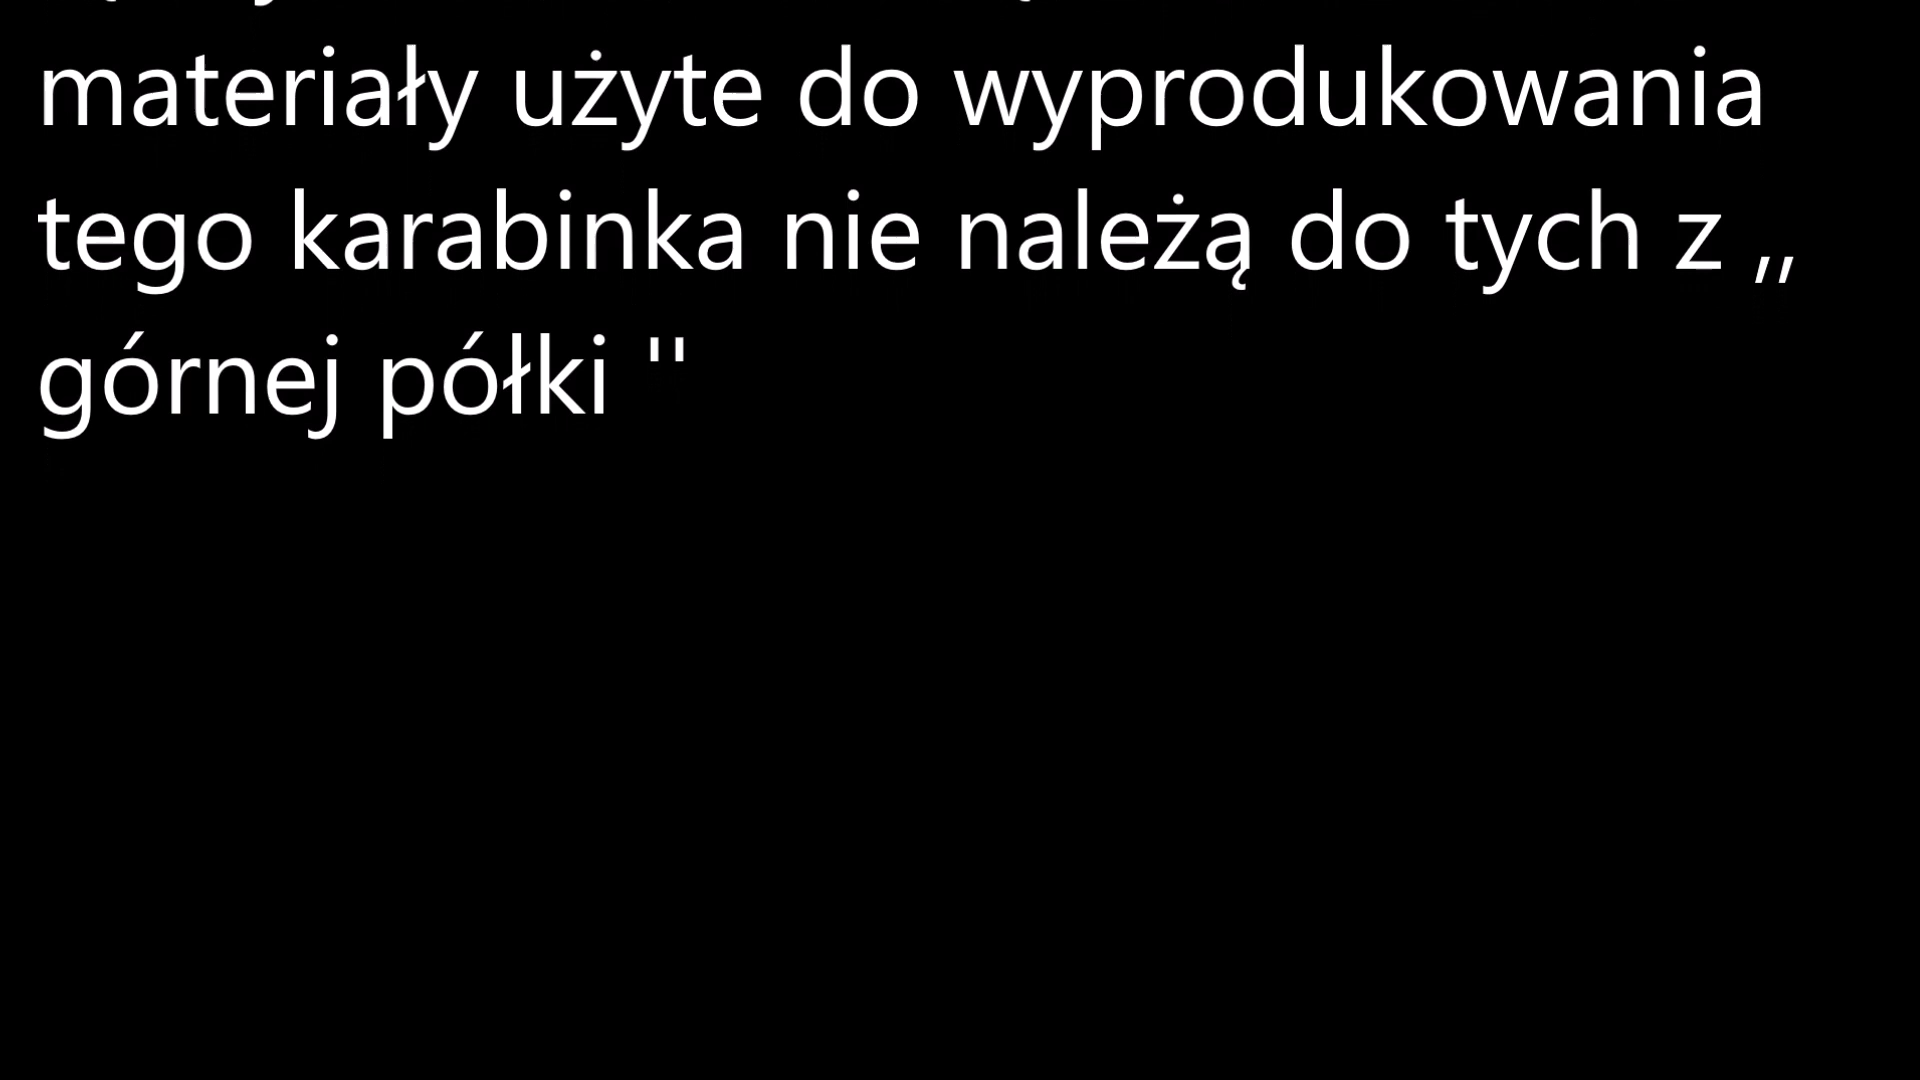 materiały użyte do wyprodukowania
tego karabinka nie należą do tych z ,,
górnej półki ''